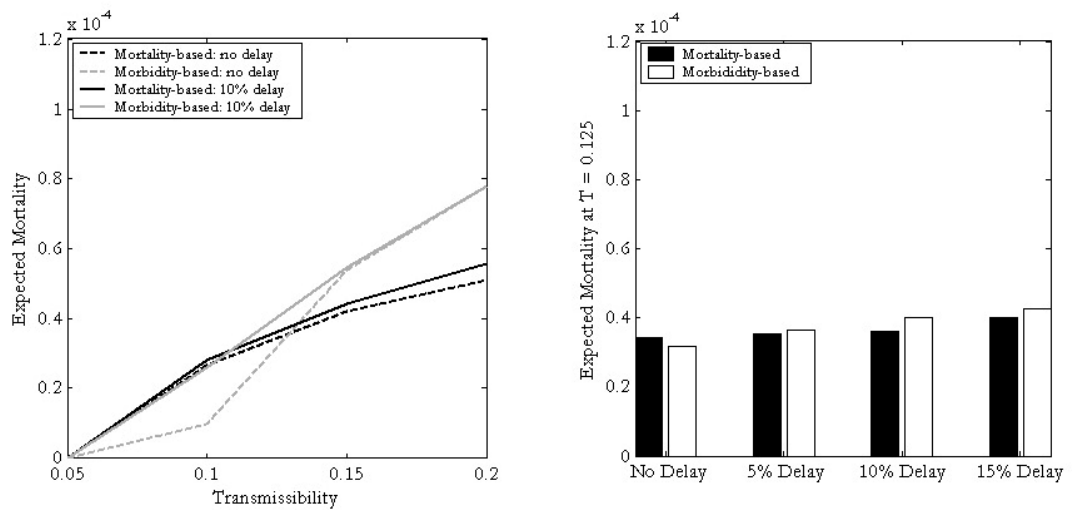 x 10-4
1.2
1
0.8
0.6
0.4
0.2
0
Expected Mortality
Mortality-based: no delay
Morbidity-based: no delay
Mortality-based: 10% delay
Morbidity-based: 10% delay
0.05 0.1 0.15 0.2
Transmissibility
x 10-4
1.2
1
0.8
0.6
0.4
0.2
0
Expected Mortality at T = 0.125
Mortality-based
Morbididity-based
No Delay 5% Delay 10% Delay 15% Delay